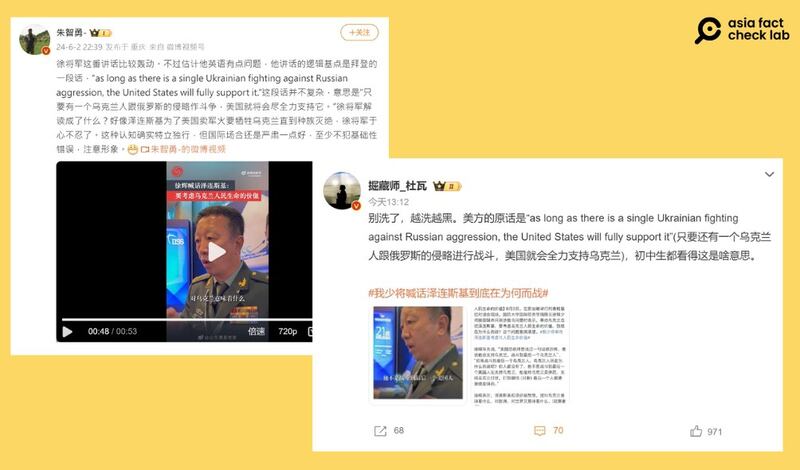 asia fact
check lab
朱智勇-
I
+关注
24-6-2 22:39 发布于 重庆 来自 微博视频号
徐将军这番讲话比较轰动。不过估计他英语有点问题，他讲话的逻辑基点是拜登的
一段话，“as long as there is a single Ukrainian fighting against Russian
aggression, the United States will fully support it.”这段话并不复杂，意思是“只
要有一个乌克兰人跟俄罗斯的侵略作斗争，美国就将会尽全力支持它。“徐将军解
读成了什么？好像泽连斯基为了美国卖军火要牺牲乌克兰直到种族灭绝，徐将军于
心不忍了。这种认知确实特立独行，但国际场合还是严肃一点好，至少不犯基础性
错误，注意形象。朱智勇-的微博视频
徐辉喊话泽连斯基：
要考虑乌克兰人民生命的价值
对乌克兰意味着什么
00:48 / 00:53
倍速
720p
掘藏师_杜瓦
II
今天13:12
别洗了，越洗越黑。美方的原话是“as long as there is a single Ukrainian fighting
against Russian aggression, the United States will fully support it”(只要还有一个乌克兰
人跟俄罗斯的侵略进行战斗，美国就会全力支持乌克兰)，初中生都看得这是啥意思。
#我少将喊话泽连斯基到底在为何而战#
21
68
70
971